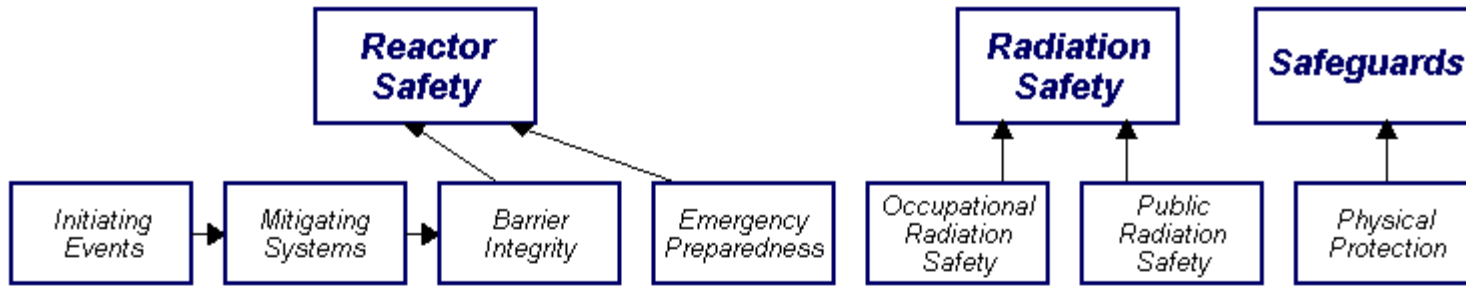 Reactor
Safety
Radiation
Safety
Safeguards
Initiating
Events
Mitigating
Systems
Barrier
Integrity
Emergency
Preparedness
Occupational
Radiation
Safety
Public
Radiation
Safety
Physical
Protection